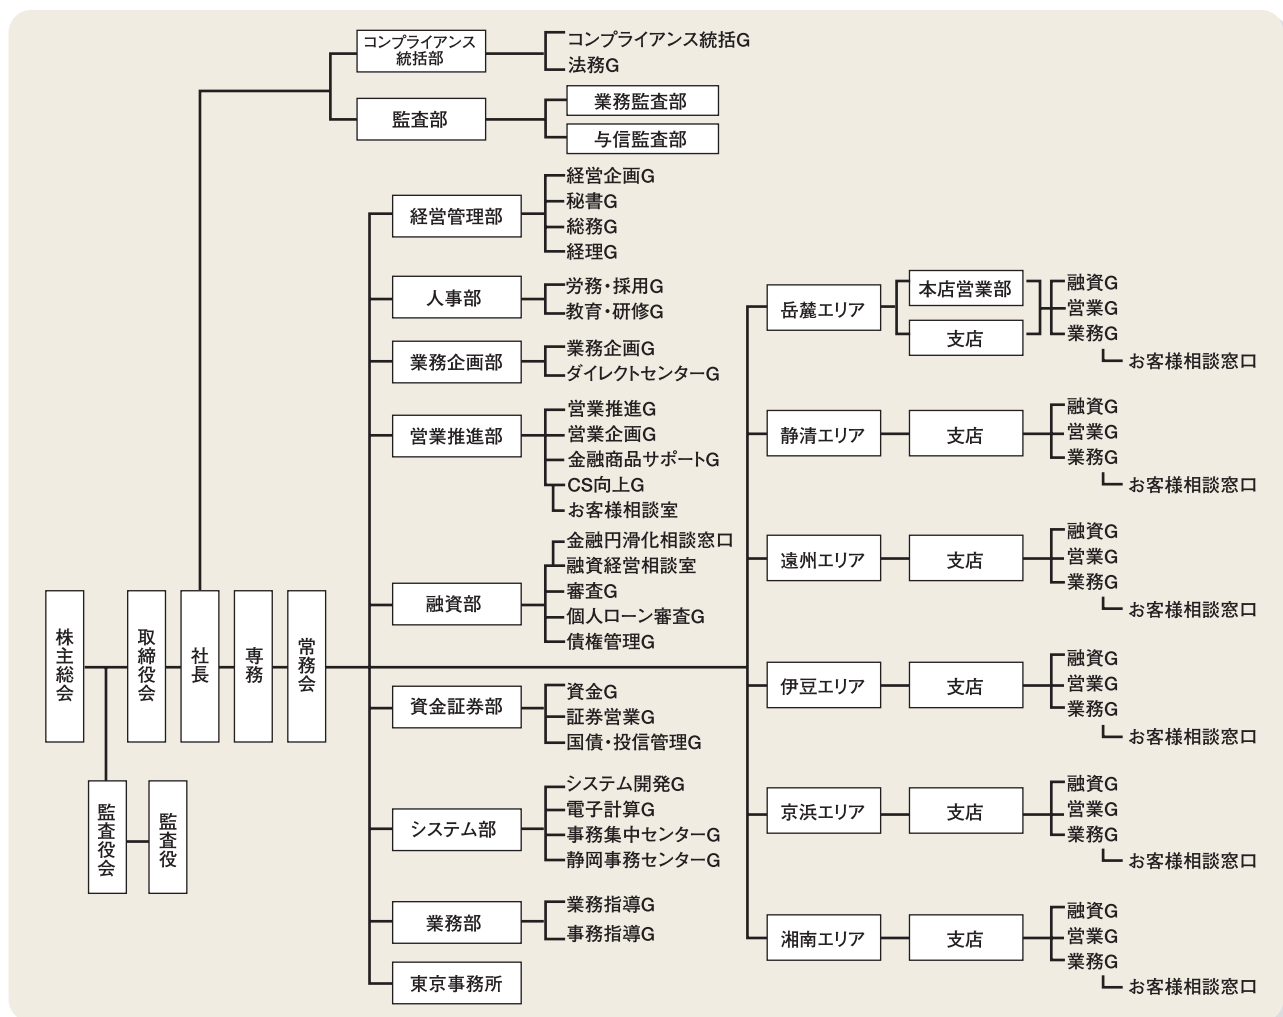 コンプライアンス
統括部
コンプライアンス統括G
法務G
監査部
業務監査部
与信監査部
経営管理部
経営企画G
秘書G
総務G
経理G
人事部
労務・採用G
教育・研修G
業務企画部
業務企画G
ダイレクトセンターG
営業推進部
営業推進G
営業企画G
金融商品サポートG
CS向上G
お客様相談室
融資部
金融円滑化相談窓口
融資経営相談室
審査G
個人ローン審査G
債権管理G
株主総会
取締役会
社長
専務
常務会
監査役会
監査役
資金証券部
資金G
証券営業G
国債・投信管理G
システム部
システム開発G
電子計算G
事務集中センターG
静岡事務センターG
業務部
業務指導G
事務指導G
東京事務所
岳麓エリア
本店営業部
支店
融資G
営業G
業務G
お客様相談窓口
静清エリア
支店
融資G
営業G
業務G
お客様相談窓口
遠州エリア
支店
融資G
営業G
業務G
お客様相談窓口
伊豆エリア
支店
融資G
営業G
業務G
お客様相談窓口
京浜エリア
支店
融資G
営業G
業務G
お客様相談窓口
湘南エリア
支店
融資G
営業G
業務G
お客様相談窓口